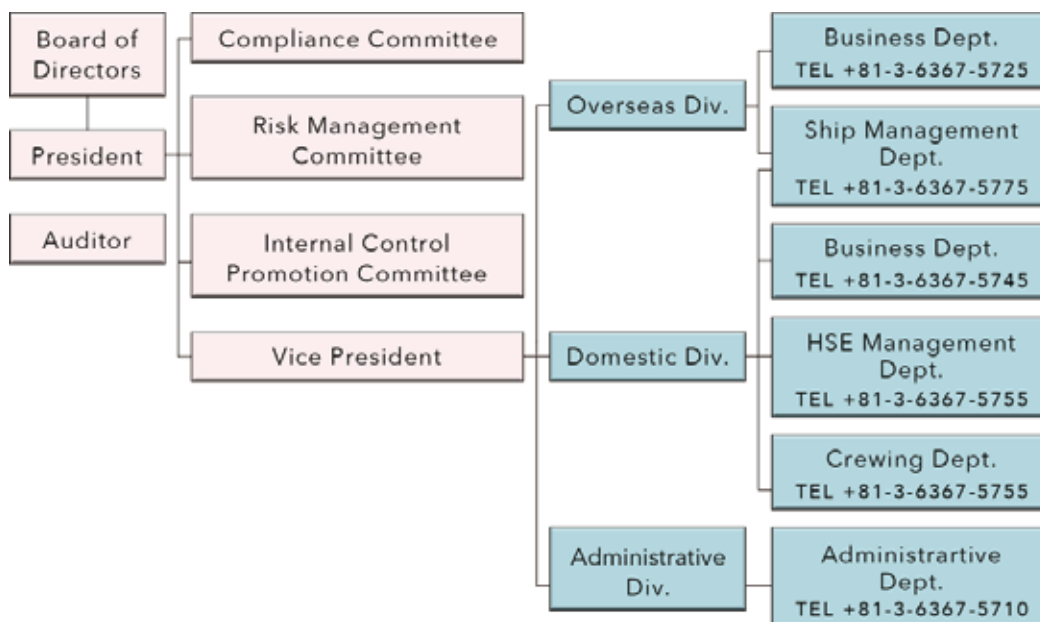 Board of
Directors
President
Auditor
Compliance Committee
Risk Management
Committee
Internal Control
Promotion Committee
Vice President
Overseas Div.
Domestic Div.
Administrative
Div.
Business Dept.
TEL +81-3-6367-5725
Ship Management
Dept.
TEL +81-3-6367-5775
Business Dept.
TEL +81-3-6367-5745
HSE Management
Dept.
TEL +81-3-6367-5755
Crewing Dept.
TEL +81-3-6367-5755
Administrartive
Dept.
TEL +81-3-6367-5710